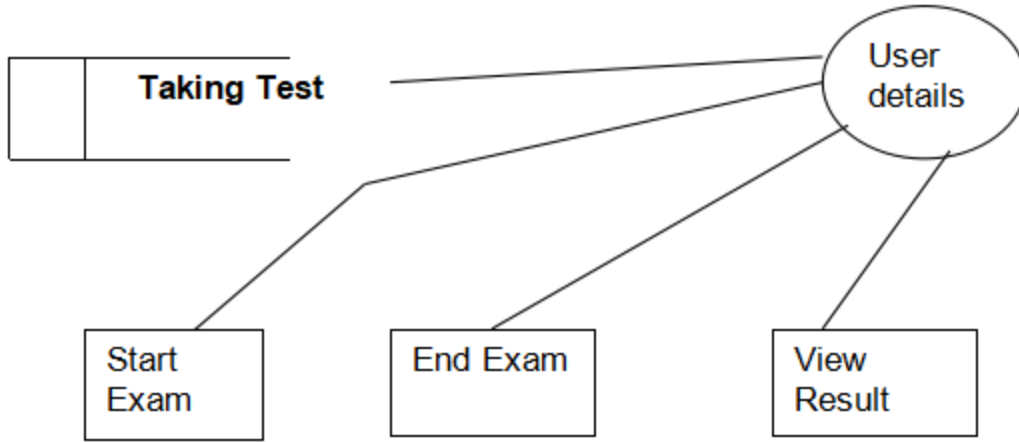 Taking Test
User
details
Start
Exam
End Exam
View
Result